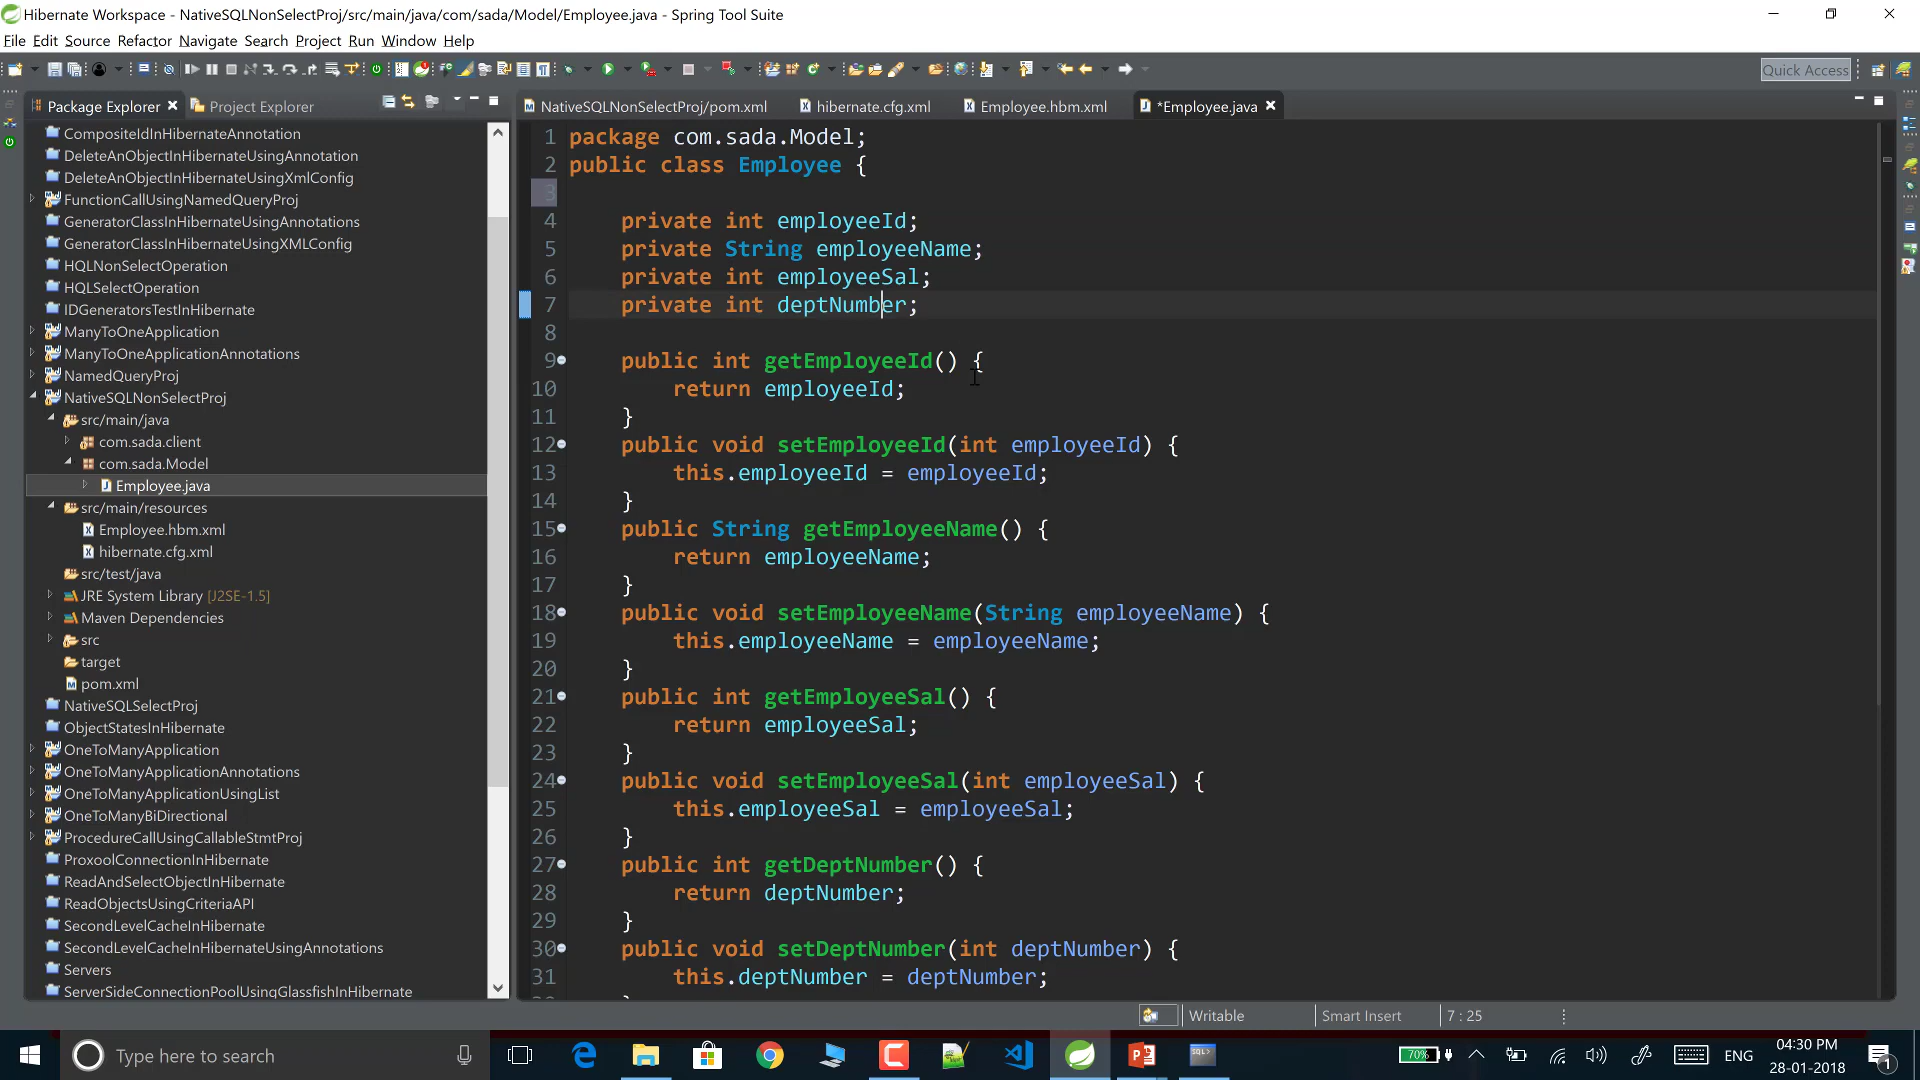 Hibernate Workspace - NativeSQLNonSelectProj/src/main/java/com/sada/Model/Employee.java - Spring Tool Suite
File Edit Source Refactor Navigate Search Project Run Window Help
Quick Access
Package Explorer
Project Explorer
CompositeIdInHibernateAnnotation
DeleteAnObjectInHibernateUsingAnnotation
DeleteAnObjectInHibernateUsingXmlConfig
FunctionCallUsingNamedQueryProj
GeneratorClassInHibernateUsingAnnotations
GeneratorClassInHibernateUsingXMLConfig
HQLNonSelectOperation
HQLSelectOperation
IDGeneratorsTestInHibernate
ManyToOneApplication
ManyToOneApplicationAnnotations
NamedQueryProj
NativeSQLNonSelectProj
src/main/java
com.sada.client
com.sada.Model
Employee.java
src/main/resources
Employee.hbm.xml
hibernate.cfg.xml
src/test/java
JRE System Library [J2SE-1.5]
Maven Dependencies
src
target
pom.xml
NativeSQLSelectProj
ObjectStatesInHibernate
OneToManyApplication
OneToManyApplicationAnnotations
OneToManyApplicationUsingList
OneToManyBiDirectional
ProcedureCallUsingCallableStmtProj
ProxoolConnectionInHibernate
ReadAndSelectObjectInHibernate
ReadObjectsUsingCriteriaAPI
SecondLevelCacheInHibernate
SecondLevelCacheInHibernateUsingAnnotations
Servers
ServerSideConnectionPoolUsingGlassfishInHibernate
NativeSQLNonSelectProj/pom.xml
hibernate.cfg.xml
Employee.hbm.xml
*Employee.java
1 package com.sada.Model;
2 public class Employee {
3
4 private int employeeId;
5 private String employeeName;
6 private int employeeSal;
7 private int deptNumber;
8
9 public int getEmployeeId() {
10 return employeeId;
11 }
12 public void setEmployeeId(int employeeId) {
13 this.employeeId = employeeId;
14 }
15 public String getEmployeeName() {
16 return employeeName;
17 }
18 public void setEmployeeName(String employeeName) {
19 this.employeeName = employeeName;
20 }
21 public int getEmployeeSal() {
22 return employeeSal;
23 }
24 public void setEmployeeSal(int employeeSal) {
25 this.employeeSal = employeeSal;
26 }
27 public int getDeptNumber() {
28 return deptNumber;
29 }
30 public void setDeptNumber(int deptNumber) {
31 this.deptNumber = deptNumber;
Writable
Smart Insert
7 : 25
Type here to search
70%
ENG
04:30 PM
28-01-2018
1